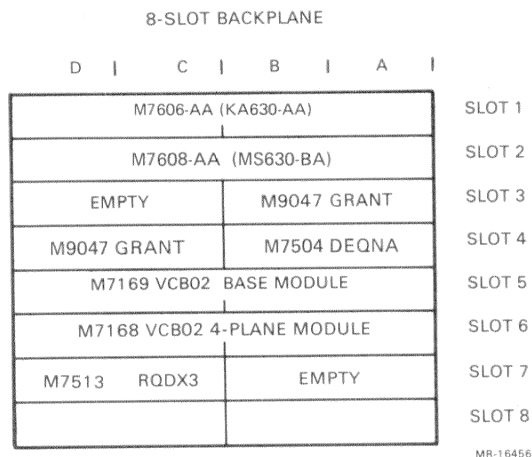 8-SLOT BACKPLANE
D | C | B | A |
M7606-AA (KA630-AA) SLOT 1
M7608-AA (MS630-BA) SLOT 2
EMPTY M9047 GRANT SLOT 3
M9047 GRANT M7504 DEQNA SLOT 4
M7169 VCB02 BASE MODULE SLOT 5
M7168 VCB02 4-PLANE MODULE SLOT 6
M7513 RQDX3 EMPTY SLOT 7
SLOT 8
MR-16456